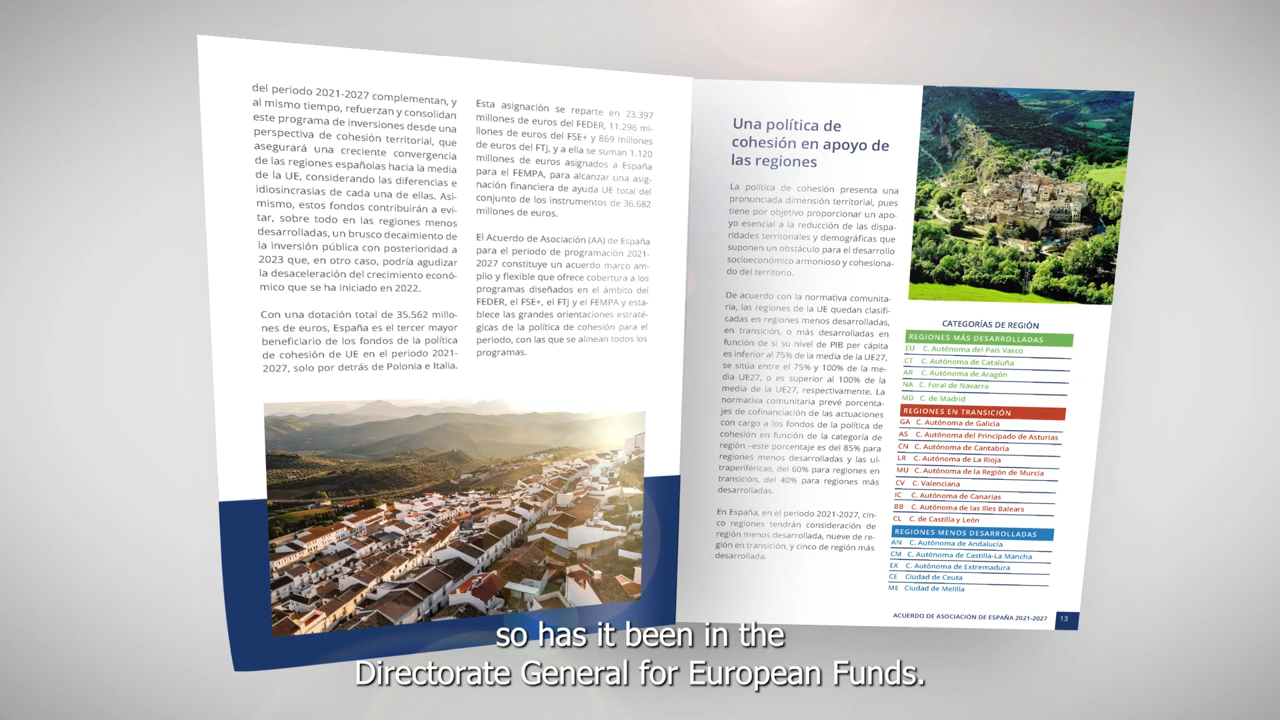 del periodo 2021-2027 complementan, y
al mismo tiempo, refuerzan y consolidan
este programa de inversiones desde una
perspectiva de cohesión territorial, que
asegurará una creciente convergencia
de las regiones españolas hacia la media
de la UE, considerando las diferencias e
idiosincrasias de cada una de ellas. Asi-
mismo, estos fondos contribuirán a evi-
tar, sobre todo en las regiones menos
desarrolladas, un brusco decaimiento de
la inversión pública con posterioridad a
2023 que, en otro caso, podría agudizar
la desaceleración del crecimiento econó-
mico que se ha iniciado en 2022.
Con una dotación total de 35.562 millo-
nes de euros, España es el tercer mayor
beneficiario de los fondos de la política
de cohesión de UE en el periodo 2021-
2027, solo por detrás de Polonia e Italia.
Esta asignación se reparte en 23.397
millones de euros del FEDER, 11.296 mi-
llones de euros del FSE+ y 869 millones
de euros del FTJ, y a ella se suman 1.120
millones de euros asignados a España
para el FEMPA, para alcanzar una asig-
nación financiera de ayuda UE total del
conjunto de los instrumentos de 36.682
millones de euros.
El Acuerdo de Asociación (AA) de España
para el periodo de programación 2021-
2027 constituye un acuerdo marco am-
plio y flexible que ofrece cobertura a los
programas diseñados en el ámbito del
FEDER, el FSE+, el FTJ y el FEMPA y esta-
blece las grandes orientaciones estraté-
gicas de la política de cohesión para el
periodo, con las que se alinean todos los
programas.
Una política de
cohesión en apoyo de
las regiones
La política de cohesión presenta una
pronunciada dimensión territorial, pues
tiene por objetivo proporcionar un apo-
yo esencial a la reducción de las dispa-
ridades territoriales y demográficas que
suponen un obstáculo para el desarrollo
socioeconómico armonioso y cohesiona-
do del territorio.
De acuerdo con la normativa comunita-
ria, las regiones de la UE quedan clasifi-
cadas en regiones menos desarrolladas,
en transición, o más desarrolladas en
función de si su nivel de PIB per cápita
es inferior al 75% de la media de la UE27,
se sitúa entre el 75% y 100% de la me-
dia UE27, o es superior al 100% de la
media de la UE27, respectivamente. La
normativa comunitaria prevé porcenta-
jes de cofinanciación de las actuaciones
con cargo a los fondos de la política de
cohesión en función de la categoría de
región –este porcentaje es del 85% para
regiones menos desarrolladas y las ul-
traperiféricas, del 60% para regiones en
transición, del 40% para regiones más
desarrolladas.
En España, en el periodo 2021-2027, cin-
co regiones tendrán consideración de
región menos desarrollada, nueve de re-
gión en transición, y cinco de región más
desarrollada.
CATEGORÍAS DE REGIÓN
REGIONES MÁS DESARROLLADAS
EU C. Autónoma del País Vasco
CT C. Autónoma de Cataluña
AR C. Autónoma de Aragón
NA C. Foral de Navarra
MD C. de Madrid
REGIONES EN TRANSICIÓN
GA C. Autónoma de Galicia
AS C. Autónoma del Principado de Asturias
CN C. Autónoma de Cantabria
LR C. Autónoma de La Rioja
MU C. Autónoma de la Región de Murcia
CV C. Valenciana
IC C. Autónoma de Canarias
BB C. Autónoma de las Illes Balears
CL C. de Castilla y León
REGIONES MENOS DESARROLLADAS
AN C. Autónoma de Andalucía
CM C. Autónoma de Castilla-La Mancha
EX C. Autónoma de Extremadura
CE Ciudad de Ceuta
ME Ciudad de Melilla
ACUERDO DE ASOCIACIÓN DE ESPAÑA 2021-2027 13
so has it been in the
Directorate General for European Funds.